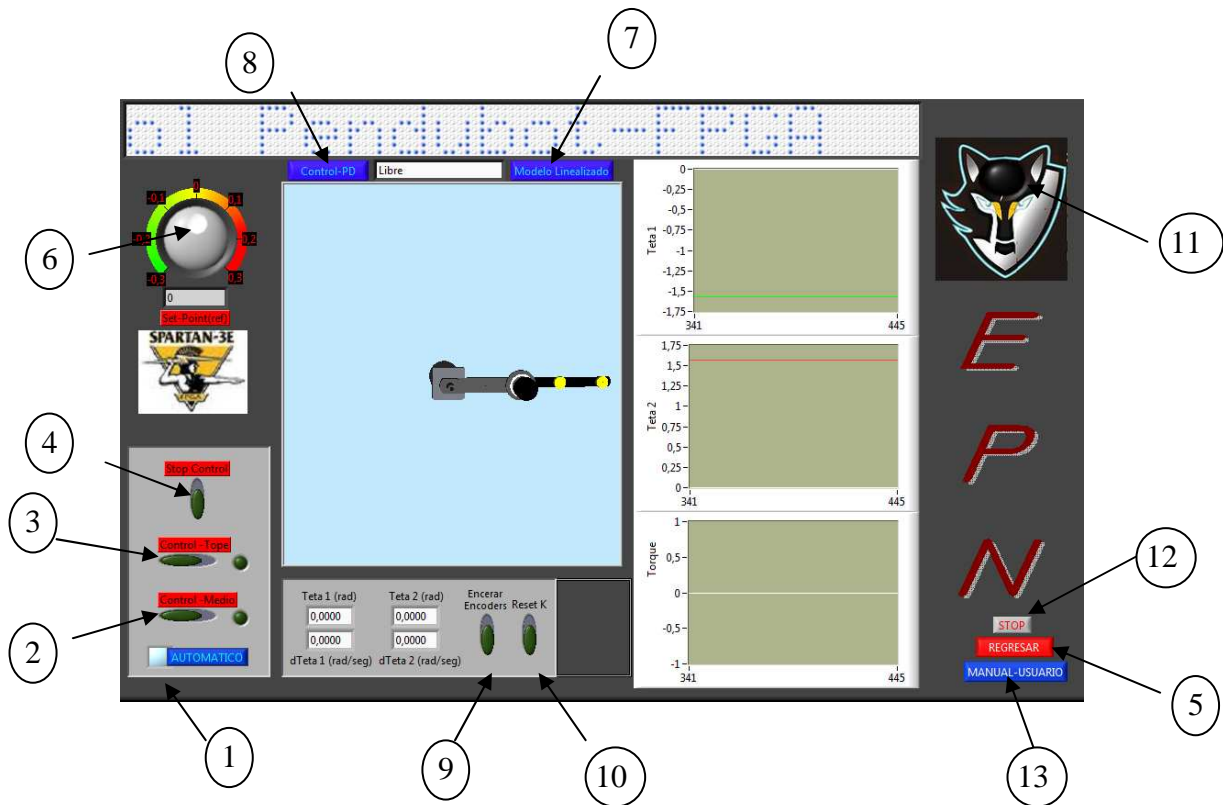 8
7
ol Pendubot-FPGA
Control-PD
Libre
Modelo Linealizado
-0,3
-0,2
-0,1
0
0,1
0,2
0,3
6
0
Set-Point(ref)
SPARTAN-3E
FPGA
4
Stop Control
3
Control -Tope
2
Control -Medio
AUTOMATICO
1
Teta 1 (rad)
0,0000
0,0000
dTeta 1 (rad/seg)
Teta 2 (rad)
0,0000
0,0000
dTeta 2 (rad/seg)
Encerar
Encoders
Reset K
9
10
Teta 1
0
-0,25
-0,5
-0,75
-1
-1,25
-1,5
-1,75
341
445
Teta 2
1,75
1,5
1,25
1
0,75
0,5
0,25
0
341
445
Torque
1
0,5
0
-0,5
-1
341
445
11
E
P
N
12
STOP
REGRESAR
MANUAL-USUARIO
5
13